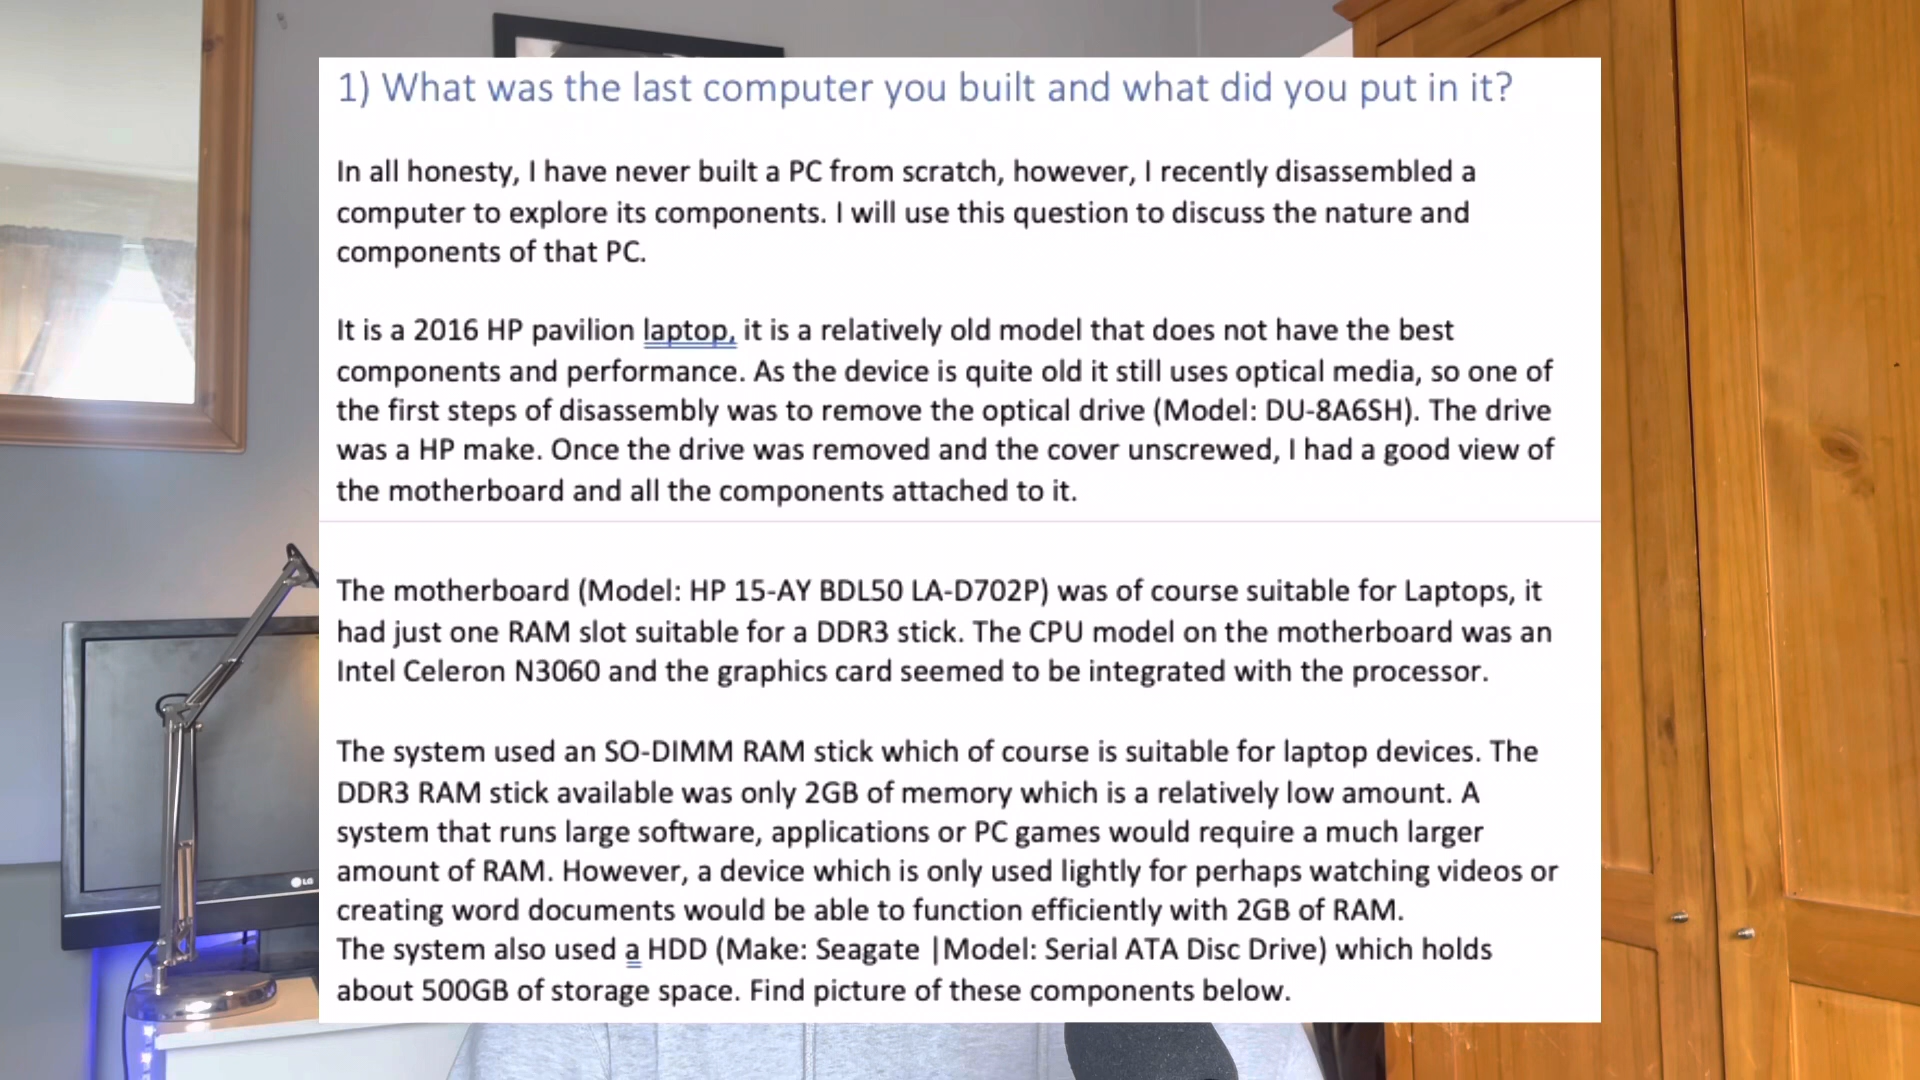 1) What was the last computer you built and what did you put in it?
In all honesty, I have never built a PC from scratch, however, I recently disassembled a
computer to explore its components. I will use this question to discuss the nature and
components of that PC.
It is a 2016 HP pavilion laptop, it is a relatively old model that does not have the best
components and performance. As the device is quite old it still uses optical media, so one of
the first steps of disassembly was to remove the optical drive (Model: DU-8A6SH). The drive
was a HP make. Once the drive was removed and the cover unscrewed, I had a good view of
the motherboard and all the components attached to it.
The motherboard (Model: HP 15-AY BDL50 LA-D702P) was of course suitable for Laptops, it
had just one RAM slot suitable for a DDR3 stick. The CPU model on the motherboard was an
Intel Celeron N3060 and the graphics card seemed to be integrated with the processor.
The system used an SO-DIMM RAM stick which of course is suitable for laptop devices. The
DDR3 RAM stick available was only 2GB of memory which is a relatively low amount. A
system that runs large software, applications or PC games would require a much larger
amount of RAM. However, a device which is only used lightly for perhaps watching videos or
creating word documents would be able to function efficiently with 2GB of RAM.
The system also used a HDD (Make: Seagate |Model: Serial ATA Disc Drive) which holds
about 500GB of storage space. Find picture of these components below.
LG